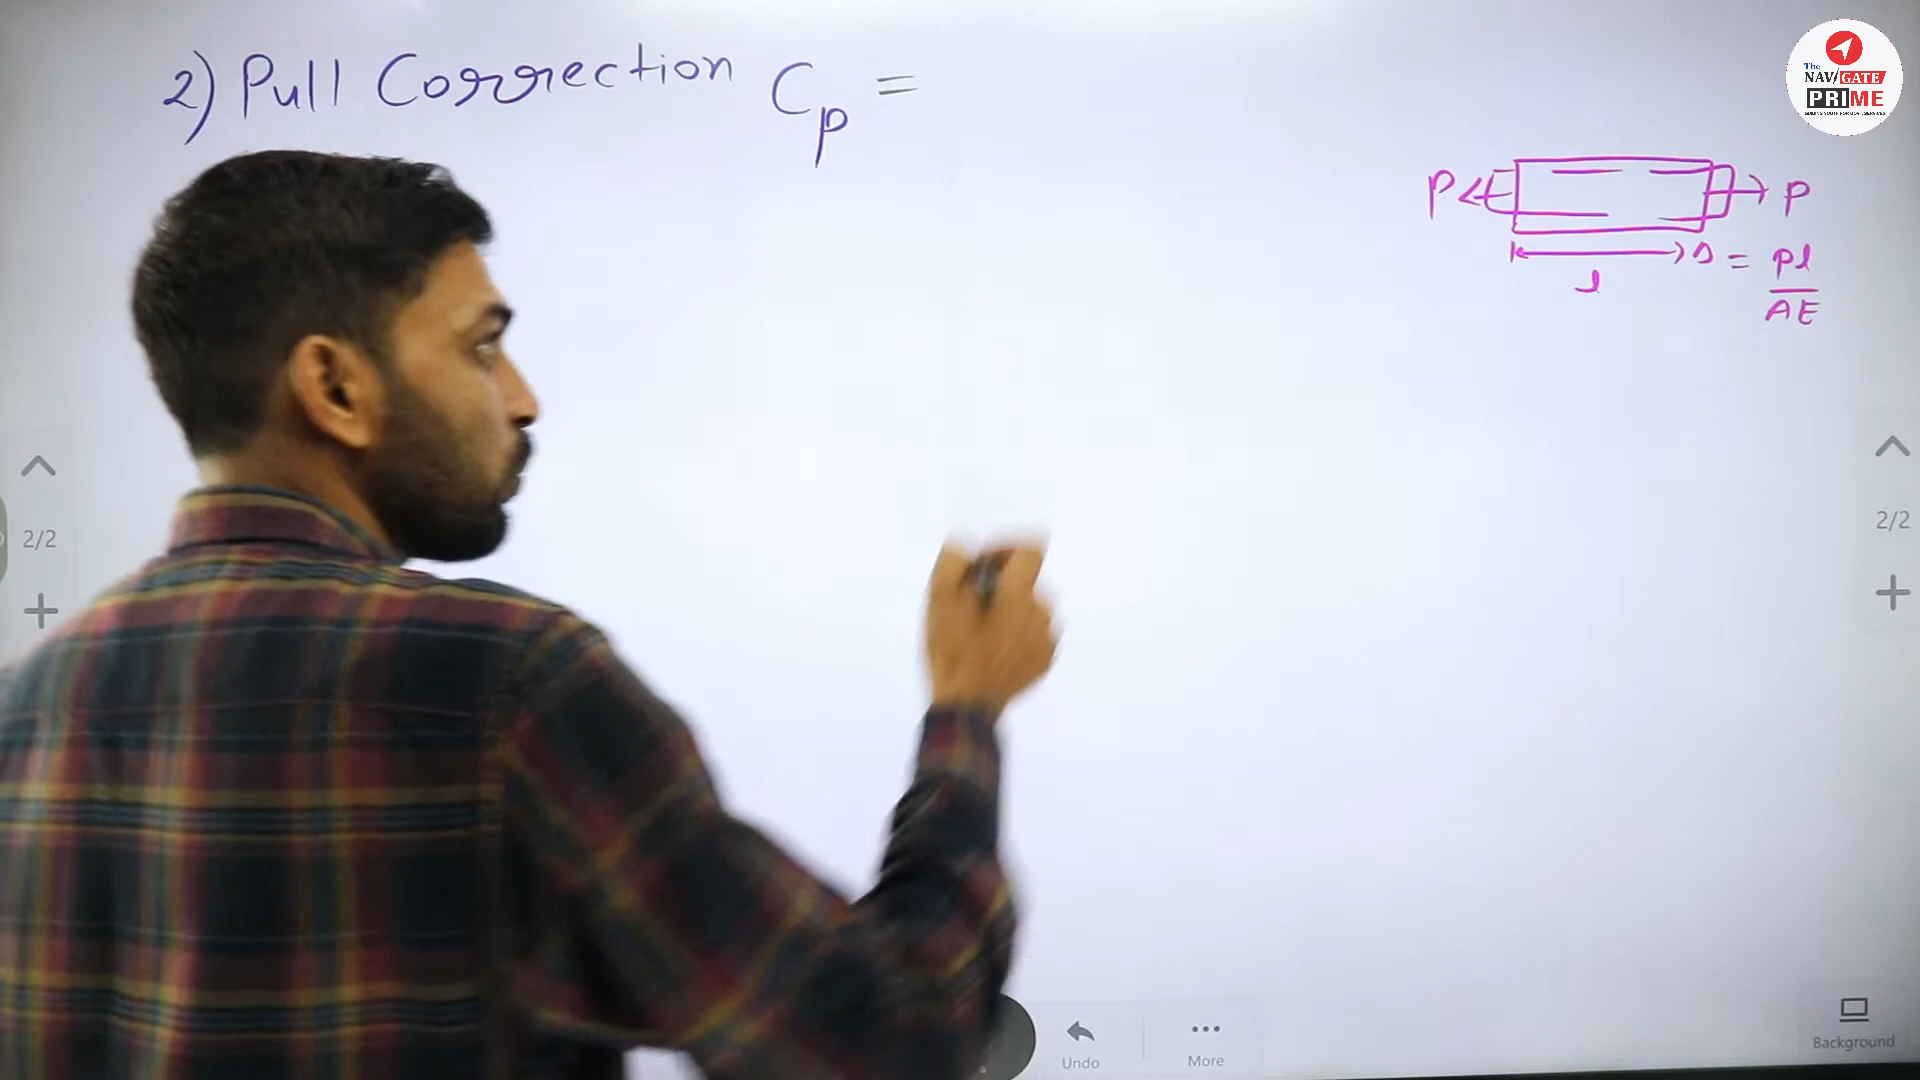 2) Pull Correction Cp =
The
NAVIGATE
PRIME
P P
l Δ = Pl
AE
2/2
2/2
Undo
More
Background